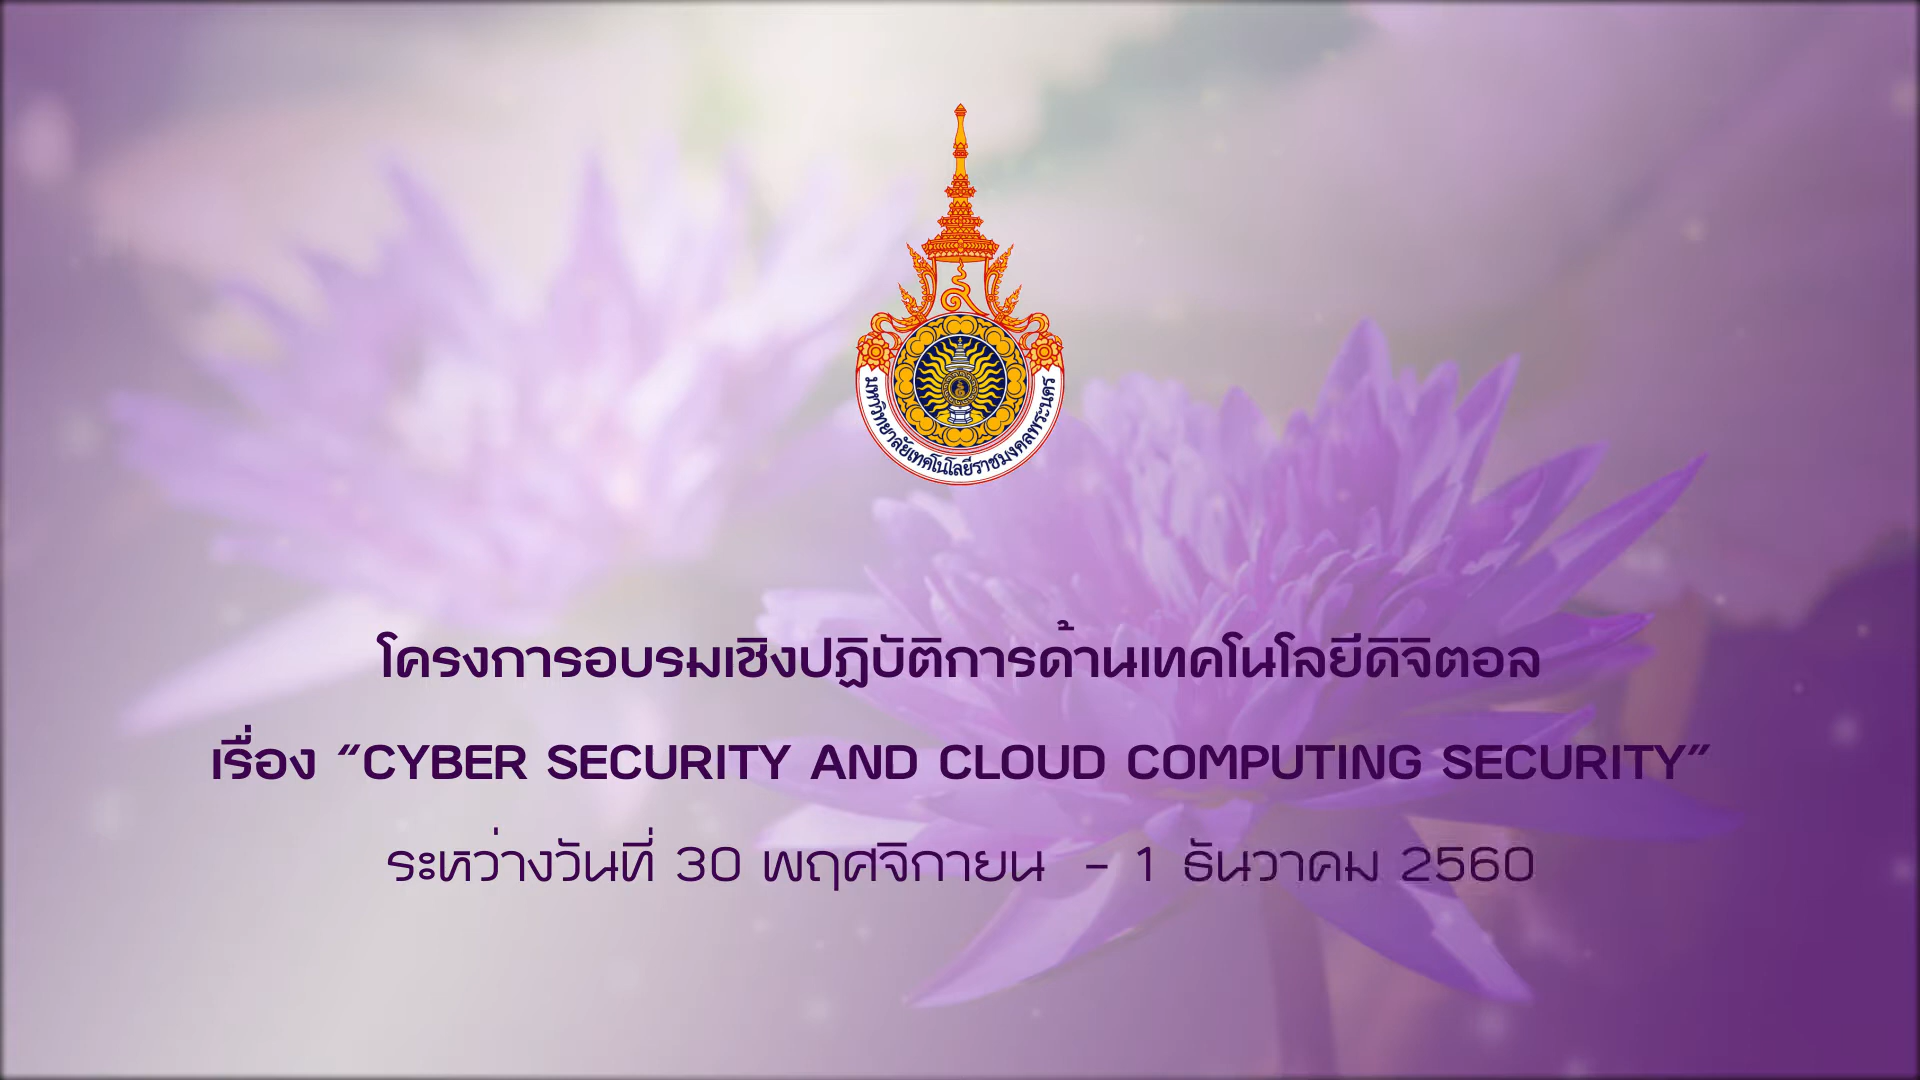 มหาวิทยาลัยเทคโนโลยีราชมงคลพระนคร
โครงการอบรมเชิงปฏิบัติการด้านเทคโนโลยีดิจิตอล
เรื่อง “CYBER SECURITY AND CLOUD COMPUTING SECURITY”
ระหว่างวันที่ 30 พฤศจิกายน - 1 ธันวาคม 2560